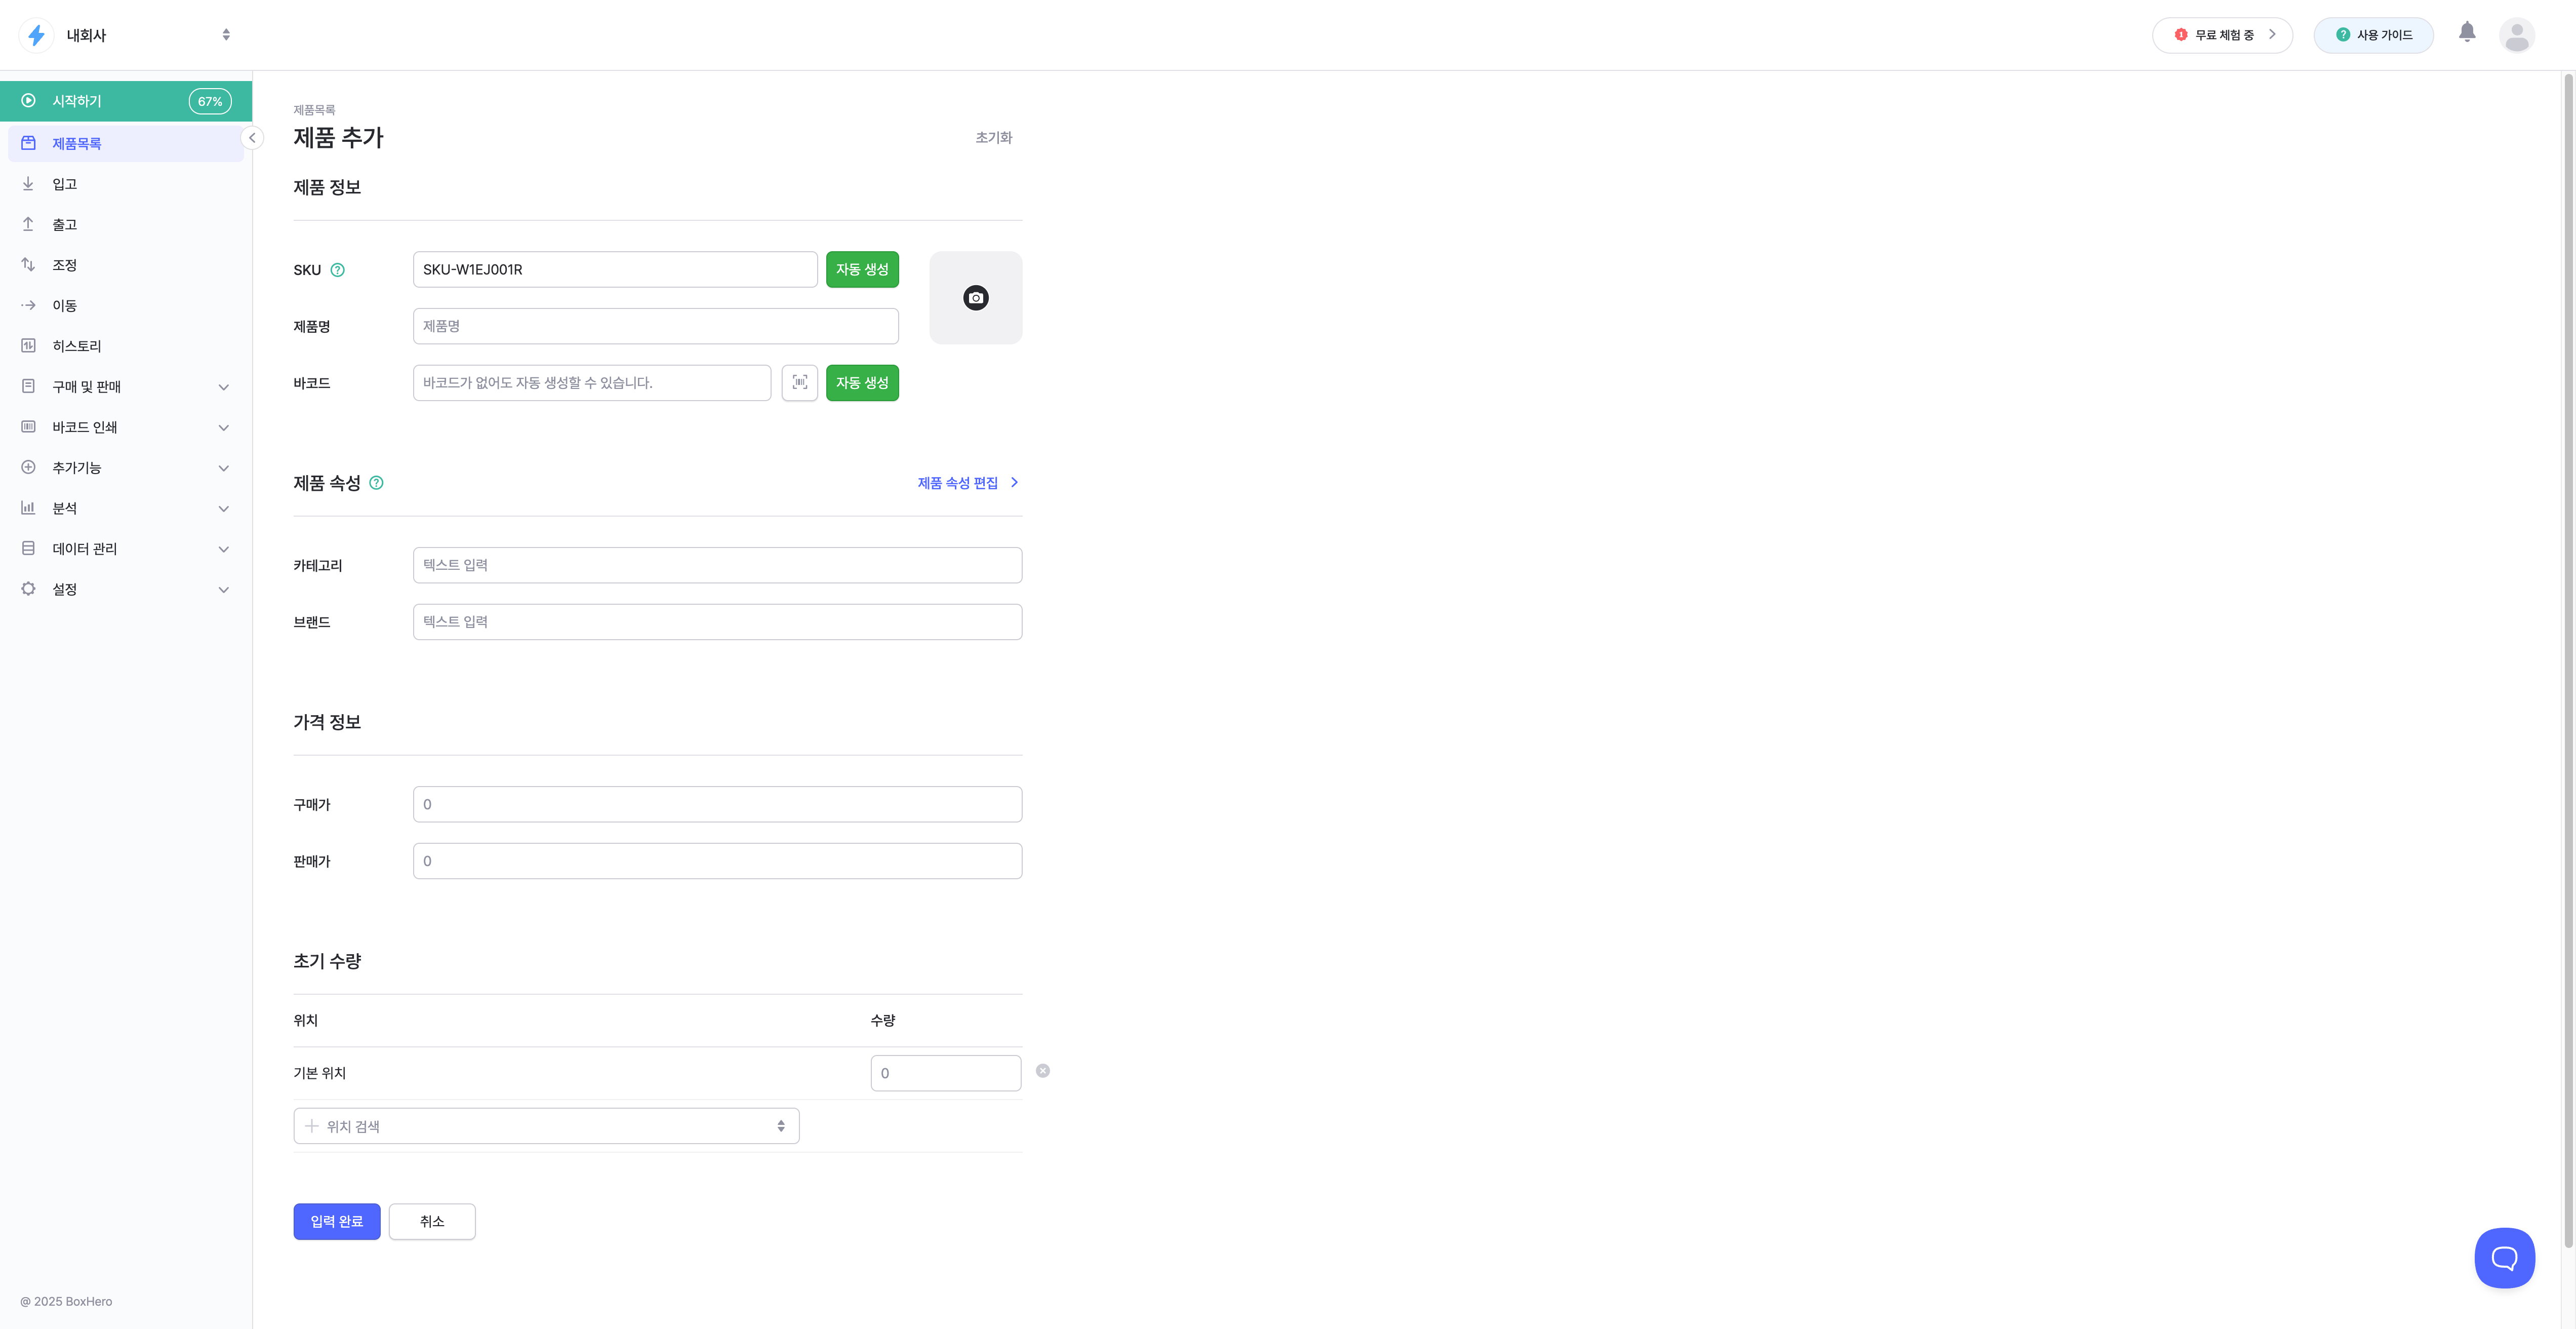 내회사
무료 체험 중
사용 가이드
시작하기 67%
제품목록
입고
출고
조정
이동
히스토리
구매 및 판매
바코드 인쇄
추가기능
분석
데이터 관리
설정
@ 2025 BoxHero
제품목록
제품 추가 초기화
제품 정보
SKU SKU-W1EJ001R 자동 생성
제품명 제품명
바코드 바코드가 없어도 자동 생성할 수 있습니다. 자동 생성
제품 속성 제품 속성 편집
카테고리 텍스트 입력
브랜드 텍스트 입력
가격 정보
구매가 0
판매가 0
초기 수량
위치 수량
기본 위치 0
위치 검색
입력 완료 취소